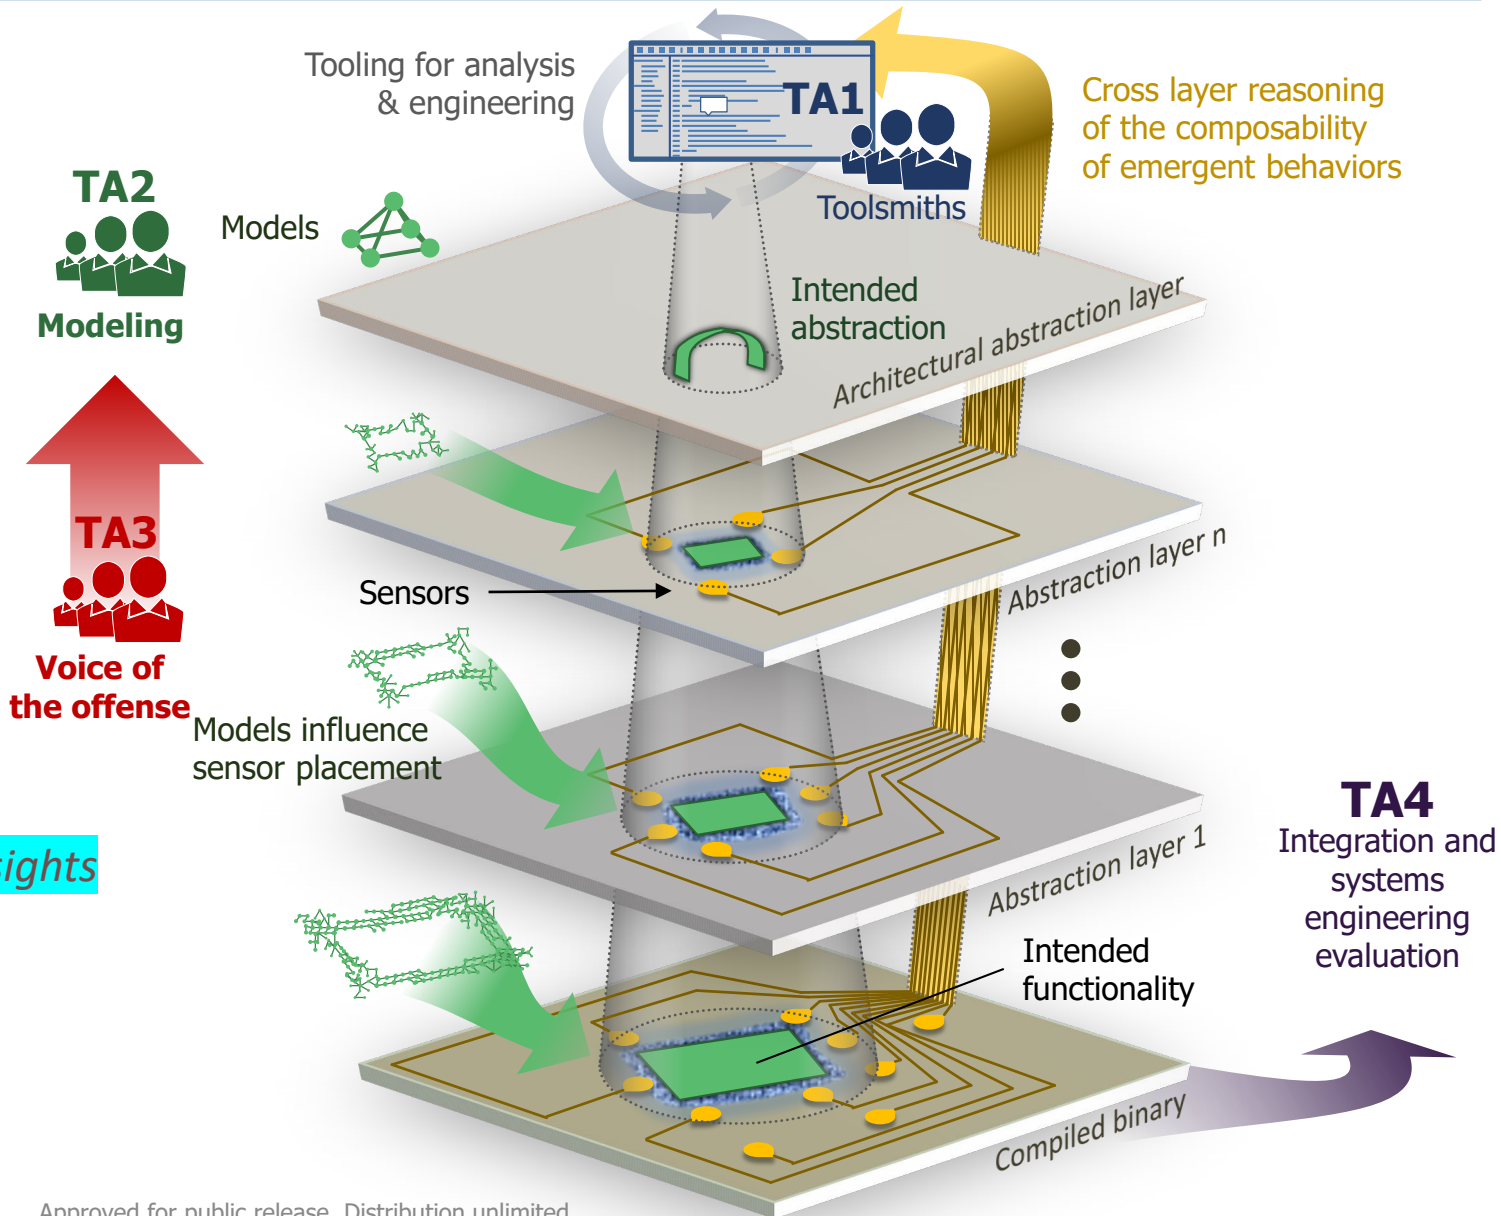 Tooling for analysis
& engineering
TA1
Toolsmiths
Cross layer reasoning
of the composability
of emergent behaviors
TA2
Modeling
Models
Intended
abstraction
Architectural abstraction layer
TA3
Voice of
the offense
Sensors
Abstraction layer n
Models influence
sensor placement
Abstraction layer 1
TA4
Integration and
systems
engineering
evaluation
sights
Intended
functionality
Compiled binary
Approved for public release. Distribution unlimited